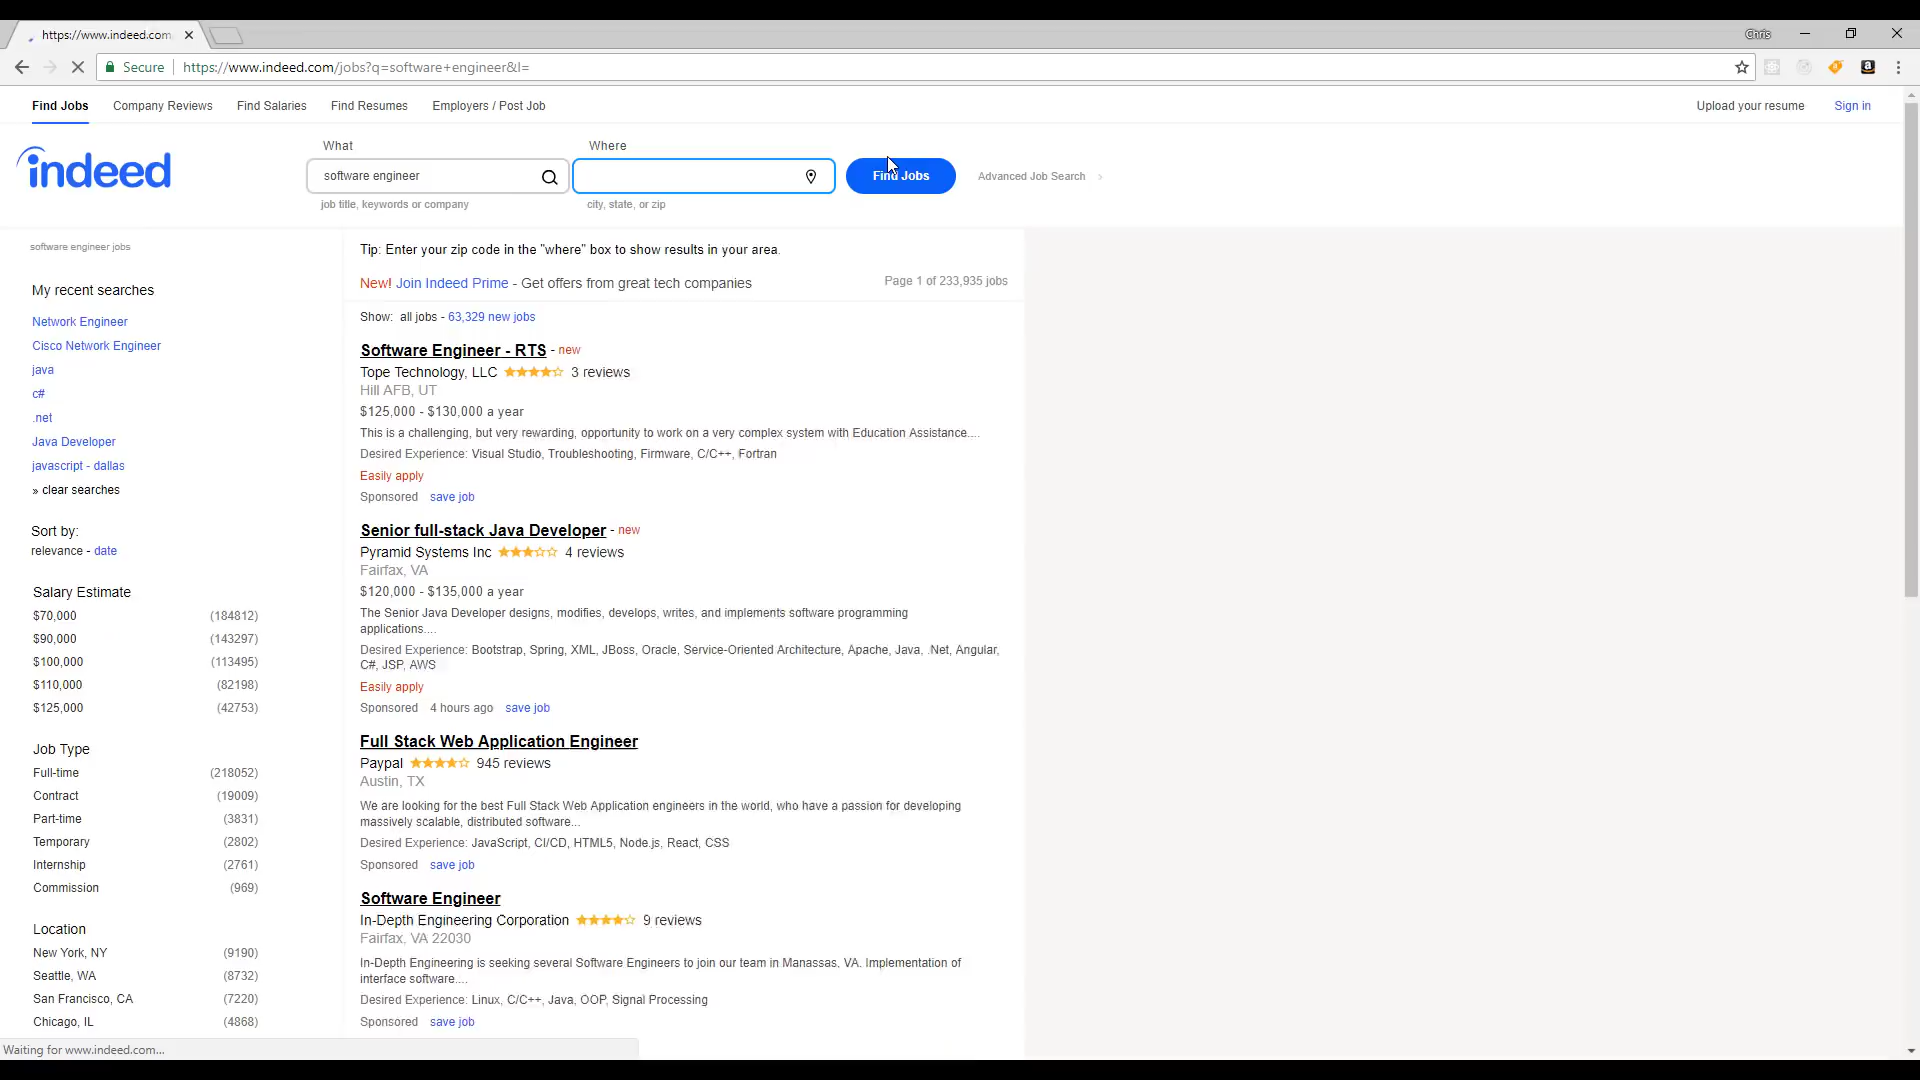 https://www.indeed.com
Chris
Secure
https://www.indeed.com/jobs?q=software+engineer&l=
Find Jobs
Company Reviews
Find Salaries
Find Resumes
Employers / Post Job
Upload your resume
Sign in
indeed
What
Where
software engineer
Find Jobs
Advanced Job Search
job title, keywords or company
city, state, or zip
software engineer jobs
My recent searches
Network Engineer
Cisco Network Engineer
java
c#
.net
Java Developer
javascript - dallas
» clear searches
Sort by:
relevance - date
Salary Estimate
$70,000 (184812)
$90,000 (143297)
$100,000 (113495)
$110,000 (82198)
$125,000 (42753)
Job Type
Full-time (218052)
Contract (19009)
Part-time (3831)
Temporary (2802)
Internship (2761)
Commission (969)
Location
New York, NY (9190)
Seattle, WA (8732)
San Francisco, CA (7220)
Chicago, IL (4868)
Tip: Enter your zip code in the "where" box to show results in your area.
New! Join Indeed Prime - Get offers from great tech companies
Page 1 of 233,935 jobs
Show: all jobs - 63,329 new jobs
Software Engineer - RTS - new
Tope Technology, LLC 3 reviews
Hill AFB, UT
$125,000 - $130,000 a year
This is a challenging, but very rewarding, opportunity to work on a very complex system with Education Assistance....
Desired Experience: Visual Studio, Troubleshooting, Firmware, C/C++, Fortran
Easily apply
Sponsored save job
Senior full-stack Java Developer - new
Pyramid Systems Inc 4 reviews
Fairfax, VA
$120,000 - $135,000 a year
The Senior Java Developer designs, modifies, develops, writes, and implements software programming
applications....
Desired Experience: Bootstrap, Spring, XML, JBoss, Oracle, Service-Oriented Architecture, Apache, Java, .Net, Angular,
C#, JSP, AWS
Easily apply
Sponsored 4 hours ago save job
Full Stack Web Application Engineer
Paypal 945 reviews
Austin, TX
We are looking for the best Full Stack Web Application engineers in the world, who have a passion for developing
massively scalable, distributed software...
Desired Experience: JavaScript, CI/CD, HTML5, Node.js, React, CSS
Sponsored save job
Software Engineer
In-Depth Engineering Corporation 9 reviews
Fairfax, VA 22030
In-Depth Engineering is seeking several Software Engineers to join our team in Manassas, VA. Implementation of
interface software....
Desired Experience: Linux, C/C++, Java, OOP, Signal Processing
Sponsored save job
Waiting for www.indeed.com...